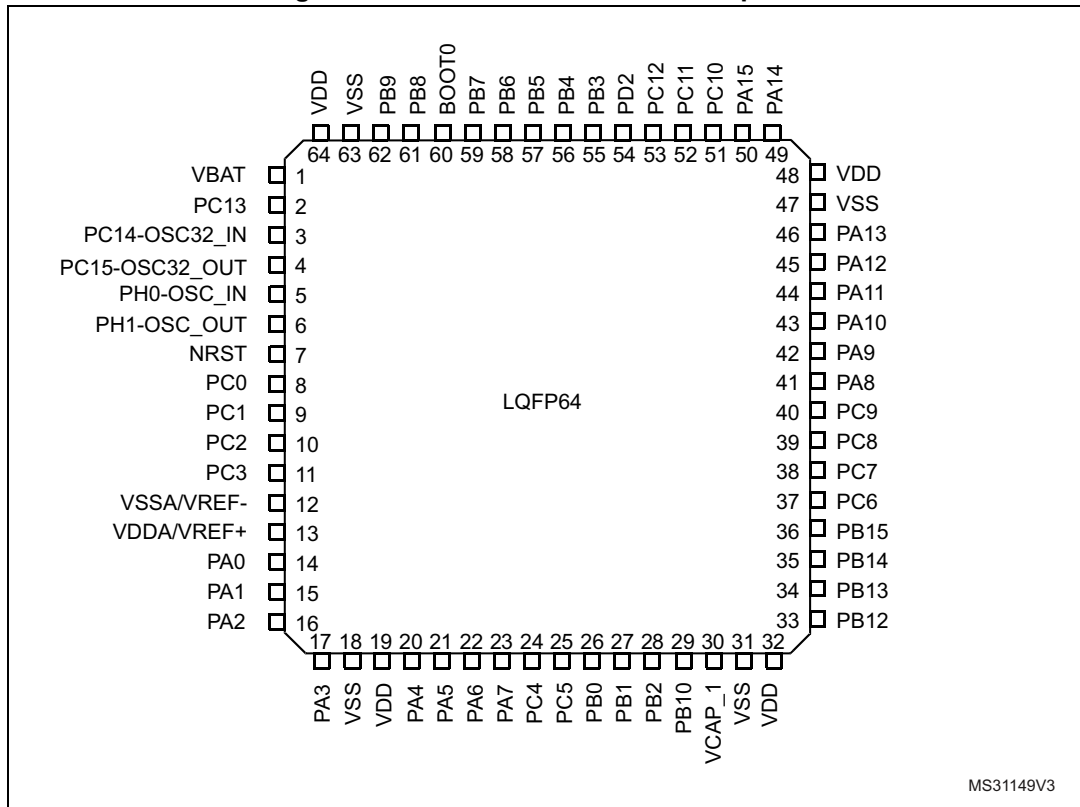 VDD
VSS
PB9
PB8
BOOT0
PB7
PB6
PB5
PB4
PB3
PD2
PC12
PC11
PC10
PA15
PA14
64 63 62 61 60 59 58 57 56 55 54 53 52 51 50 49
VBAT 1 48 VDD
PC13 2 47 VSS
PC14-OSC32_IN 3 46 PA13
PC15-OSC32_OUT 4 45 PA12
PH0-OSC_IN 5 44 PA11
PH1-OSC_OUT 6 43 PA10
NRST 7 42 PA9
PC0 8 41 PA8
LQFP64
PC1 9 40 PC9
PC2 10 39 PC8
PC3 11 38 PC7
VSSA/VREF- 12 37 PC6
VDDA/VREF+ 13 36 PB15
PA0 14 35 PB14
PA1 15 34 PB13
PA2 16 33 PB12
17 18 19 20 21 22 23 24 25 26 27 28 29 30 31 32
PA3
VSS
VDD
PA4
PA5
PA6
PA7
PC4
PC5
PB0
PB1
PB2
PB10
VCAP_1
VSS
VDD
MS31149V3